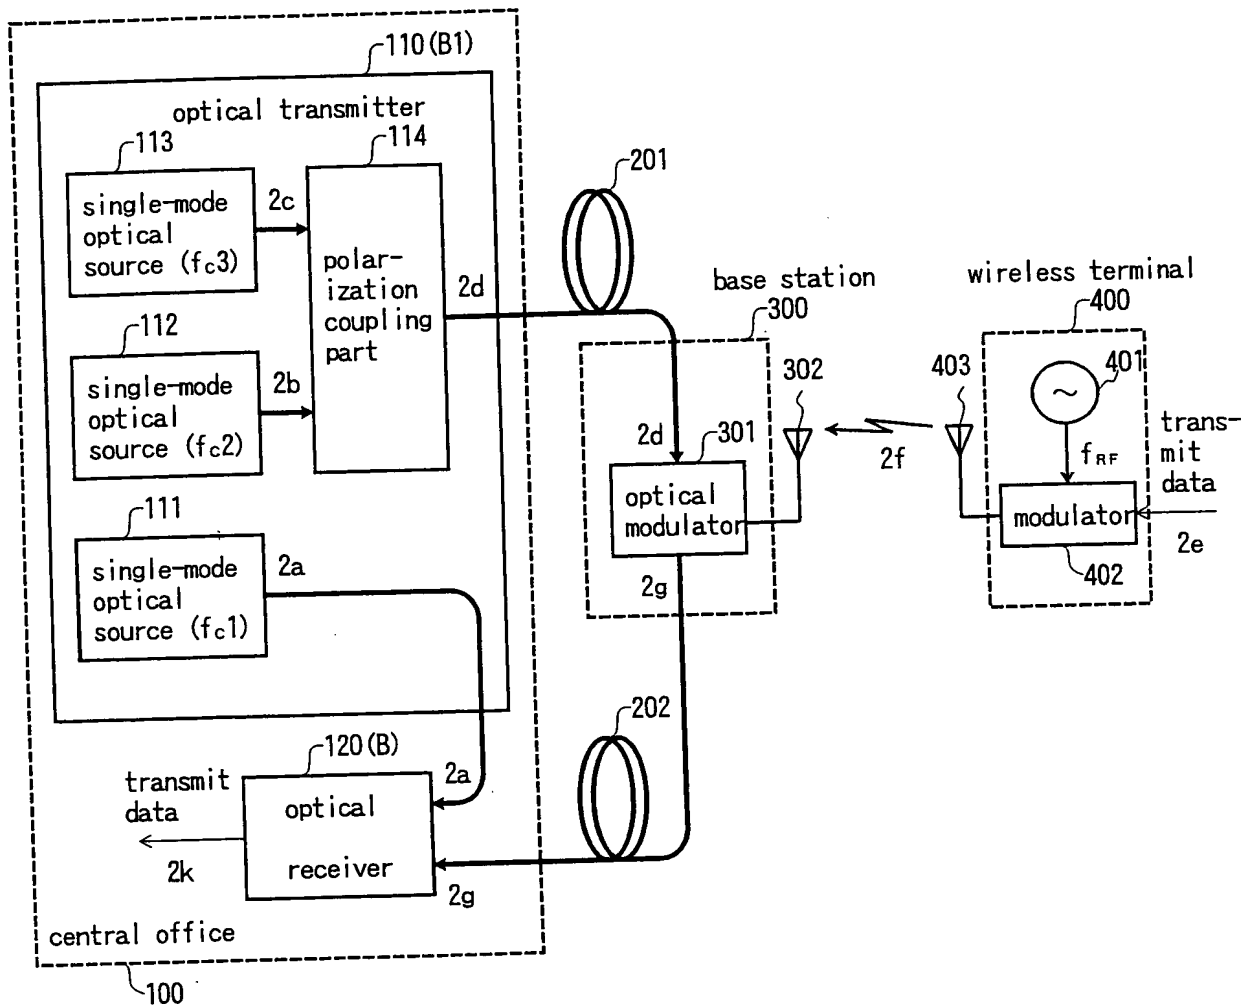 110(B1)
optical transmitter
113
114
single-mode
optical
source (fc3)
2c
polar-
ization
coupling
part
2d
201
112
single-mode
optical
source (fc2)
2b
111
single-mode
optical
source (fc1)
2a
base station
300
302
2d
301
optical
modulator
2g
2f
wireless terminal
400
403
401
fRF
trans-
mit
data
modulator
2e
402
202
120(B)
transmit
data
2a
optical
receiver
2k
2g
central office
100